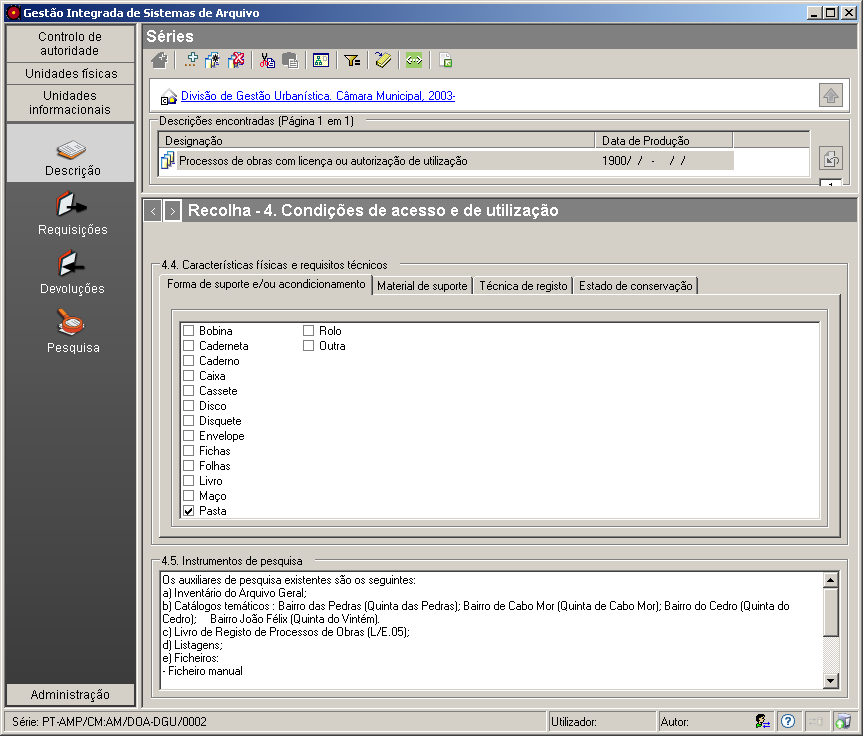 Gestão Integrada de Sistemas de Arquivo
Controlo de
autoridade
Unidades físicas
Unidades
informacionais
Descrição
Requisições
Devoluções
Pesquisa
Administração
Séries
Divisão de Gestão Urbanística. Câmara Municipal, 2003-
Descrições encontradas (Página 1 em 1)
Designação Data de Produção
Processos de obras com licença ou autorização de utilização 1900/ / - / /
1
< > Recolha - 4. Condições de acesso e de utilização
4.4. Características físicas e requisitos técnicos
Forma de suporte e/ou acondicionamento Material de suporte Técnica de registo Estado de conservação
Bobina Rolo
Caderneta Outra
Caderno
Caixa
Cassete
Disco
Disquete
Envelope
Fichas
Folhas
Livro
Maço
Pasta
4.5. Instrumentos de pesquisa
Os auxiliares de pesquisa existentes são os seguintes:
a) Inventário do Arquivo Geral;
b) Catálogos temáticos : Bairro das Pedras (Quinta das Pedras); Bairro de Cabo Mor (Quinta de Cabo Mor); Bairro do Cedro (Quinta do
Cedro); Bairro João Félix (Quinta do Vintém).
c) Livro de Registo de Processos de Obras (L/E.05);
d) Listagens;
e) Ficheiros:
- Ficheiro manual
Série: PT-AMP/CM:AM/DOA-DGU/0002 Utilizador: Autor: